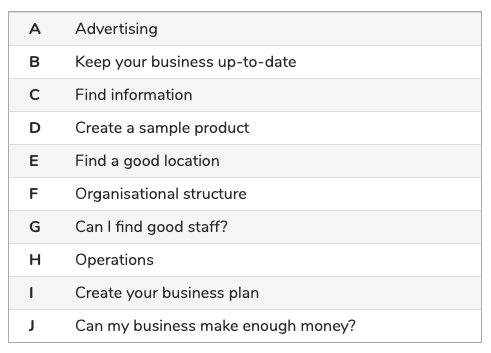 A Advertising
B Keep your business up-to-date
C Find information
D Create a sample product
E Find a good location
F Organisational structure
G Can I find good staff?
H Operations
I Create your business plan
J Can my business make enough money?